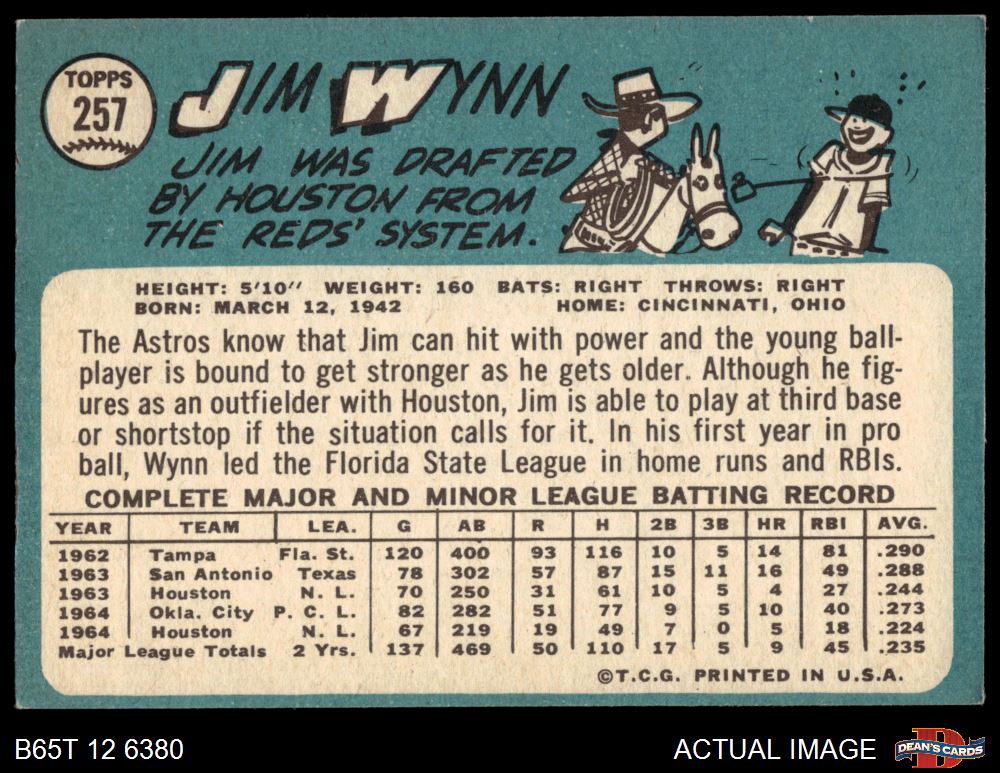 TOPPS
257
JIM WYNN
JIM WAS DRAFTED
BY HOUSTON FROM
THE REDS' SYSTEM.
HEIGHT: 5'10" WEIGHT: 160 BATS: RIGHT THROWS: RIGHT
BORN: MARCH 12, 1942 HOME: CINCINNATI, OHIO
The Astros know that Jim can hit with power and the young ball-
player is bound to get stronger as he gets older. Although he fig-
ures as an outfielder with Houston, Jim is able to play at third base
or shortstop if the situation calls for it. In his first year in pro
ball, Wynn led the Florida State League in home runs and RBIs.
COMPLETE MAJOR AND MINOR LEAGUE BATTING RECORD
YEAR TEAM LEA. G AB R H 2B 3B HR RBI AVG.
1962 Tampa Fla. St. 120 400 93 116 10 5 14 81 .290
1963 San Antonio Texas 78 302 57 87 15 11 16 49 .288
1963 Houston N. L. 70 250 31 61 10 5 4 27 .244
1964 Okla. City P. C. L. 82 282 51 77 9 5 10 40 .273
1964 Houston N. L. 67 219 19 49 7 0 5 18 .224
Major League Totals 2 Yrs. 137 469 50 110 17 5 9 45 .235
©T.C.G. PRINTED IN U.S.A.
B65T 12 6380 ACTUAL IMAGE D DEAN'S CARDS